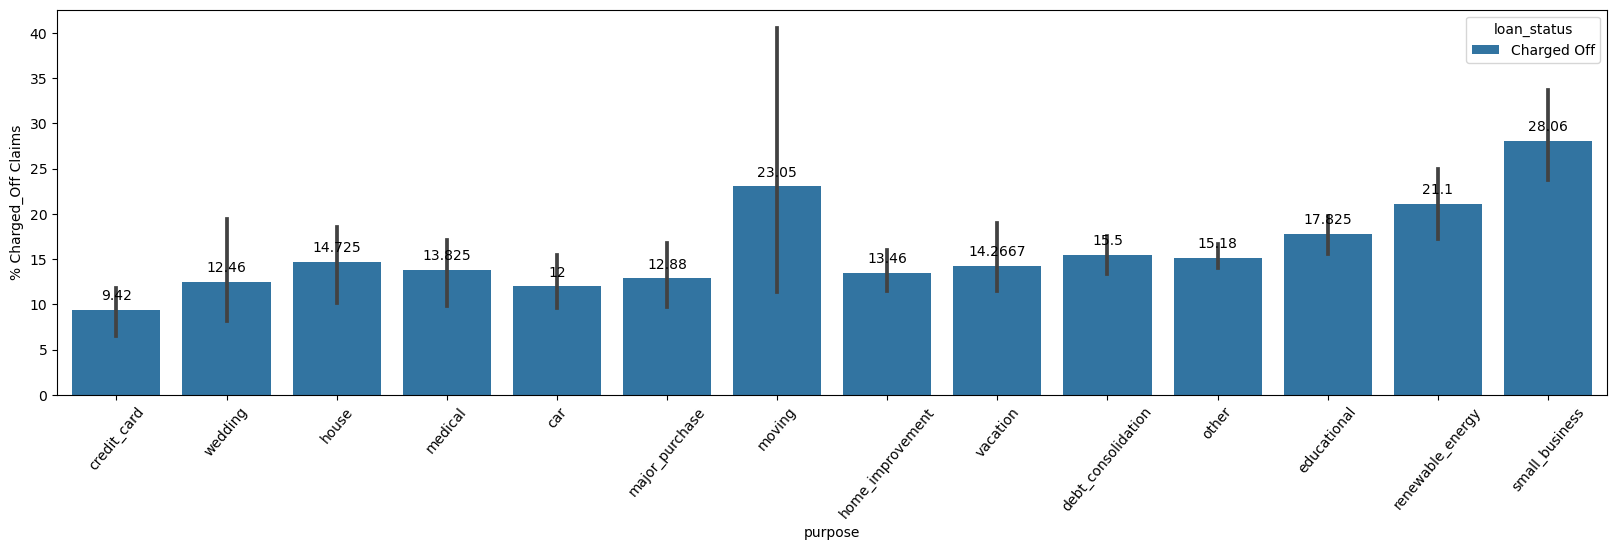 loan_status
Charged Off
% Charged_Off Claims
40
35
30
25
20
15
10
5
0
9.42
12.46
14.725
13.825
12
12.88
23.05
13.46
14.2667
15.5
15.18
17.825
21.1
28.06
credit_card
wedding
house
medical
car
major_purchase
moving
home_improvement
vacation
debt_consolidation
other
educational
renewable_energy
small_business
purpose